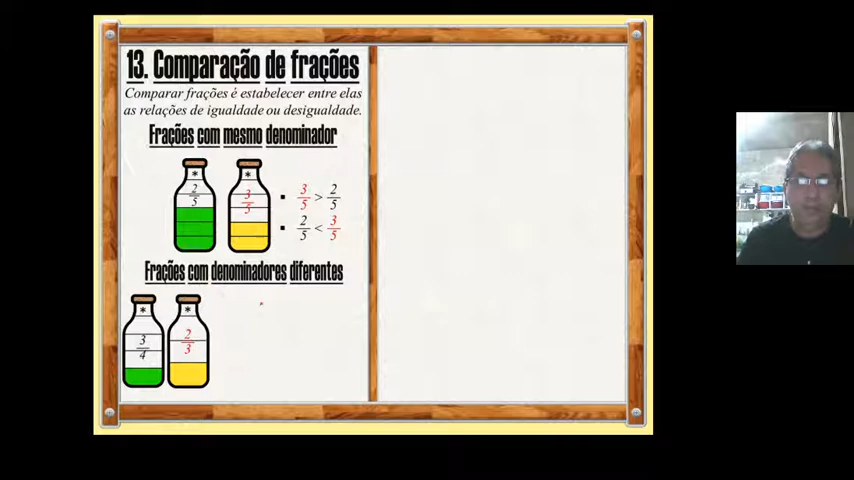 13. Comparação de frações
Comparar frações é estabelecer entre elas
as relações de igualdade ou desigualdade.
Frações com mesmo denominador
*
*
2/5
3/5
3/5 > 2/5
2/5 < 3/5
Frações com denominadores diferentes
*
*
3/4
2/3